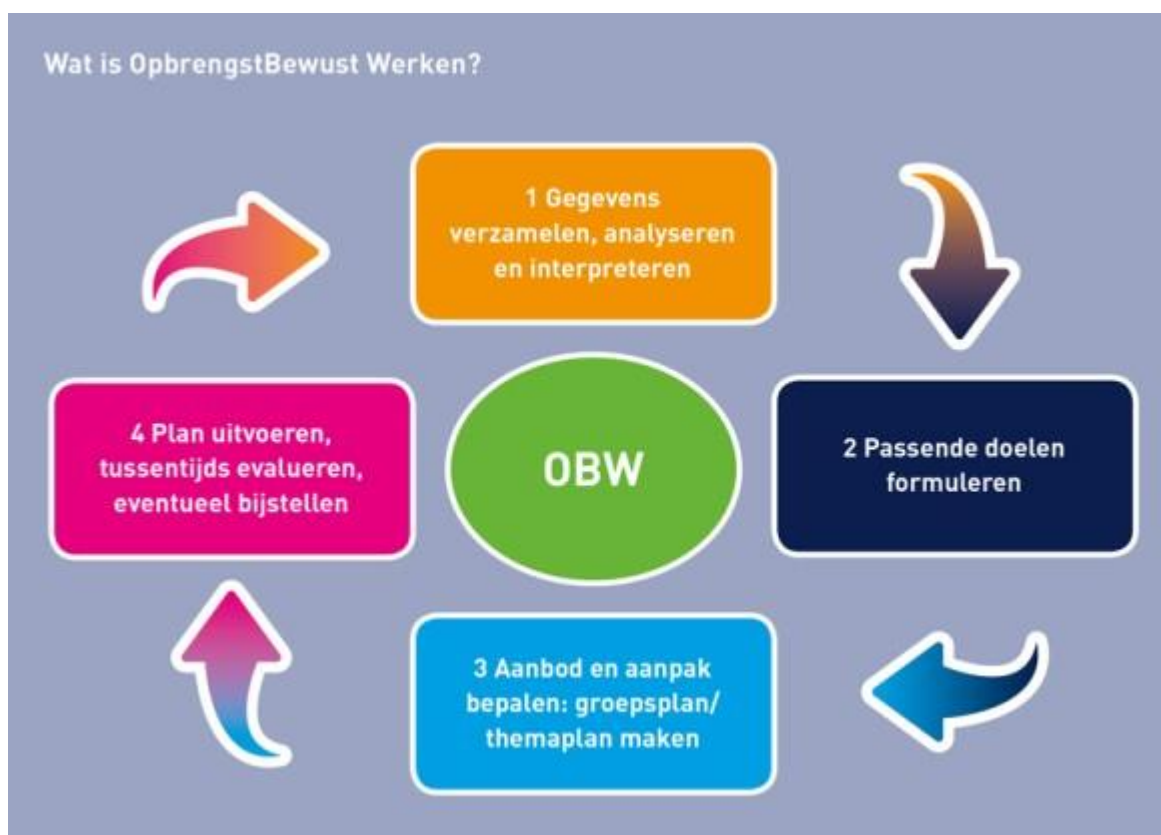 Wat is OpbrengstBewust Werken?
1 Gegevens
verzamelen, analyseren
en interpreteren
4 Plan uitvoeren,
tussentijds evalueren,
eventueel bijstellen
OBW
2 Passende doelen
formuleren
3 Aanbod en aanpak
bepalen: groepsplan/
themaplan maken